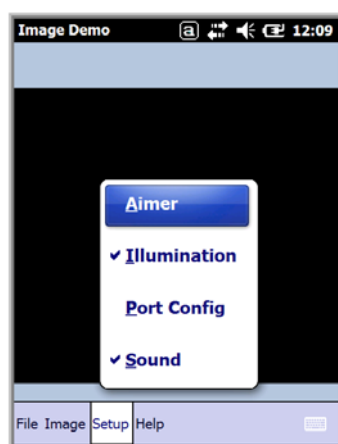 Image Demo a 12:09
Aimer
Illumination
Port Config
Sound
File Image Setup Help